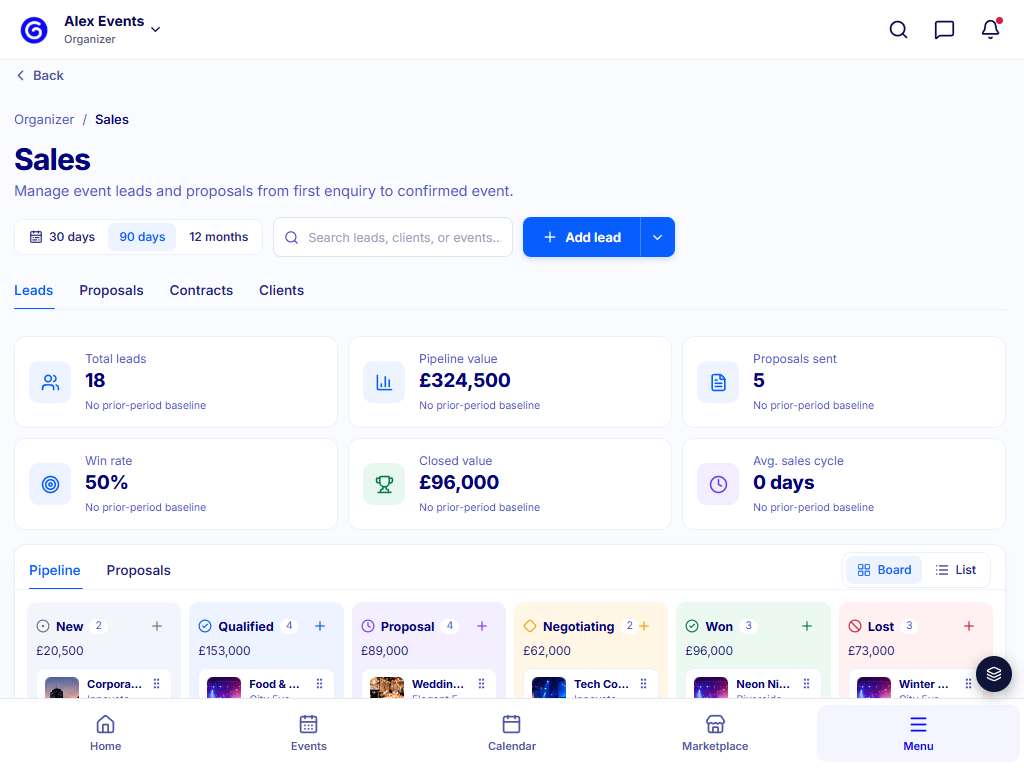 Alex Events
Organizer
Back
Organizer / Sales
Sales
Manage event leads and proposals from first enquiry to confirmed event.
30 days 90 days 12 months Search leads, clients, or events... Add lead
Leads Proposals Contracts Clients
Total leads
18
No prior-period baseline
Pipeline value
£324,500
No prior-period baseline
Proposals sent
5
No prior-period baseline
Win rate
50%
No prior-period baseline
Closed value
£96,000
No prior-period baseline
Avg. sales cycle
0 days
No prior-period baseline
Pipeline Proposals Board List
New 2
£20,500
Corpora...
Qualified 4
£153,000
Food & ...
Proposal 4
£89,000
Weddin...
Negotiating 2
£62,000
Tech Co...
Won 3
£96,000
Neon Ni...
Lost 3
£73,000
Winter ...
Home Events Calendar Marketplace Menu